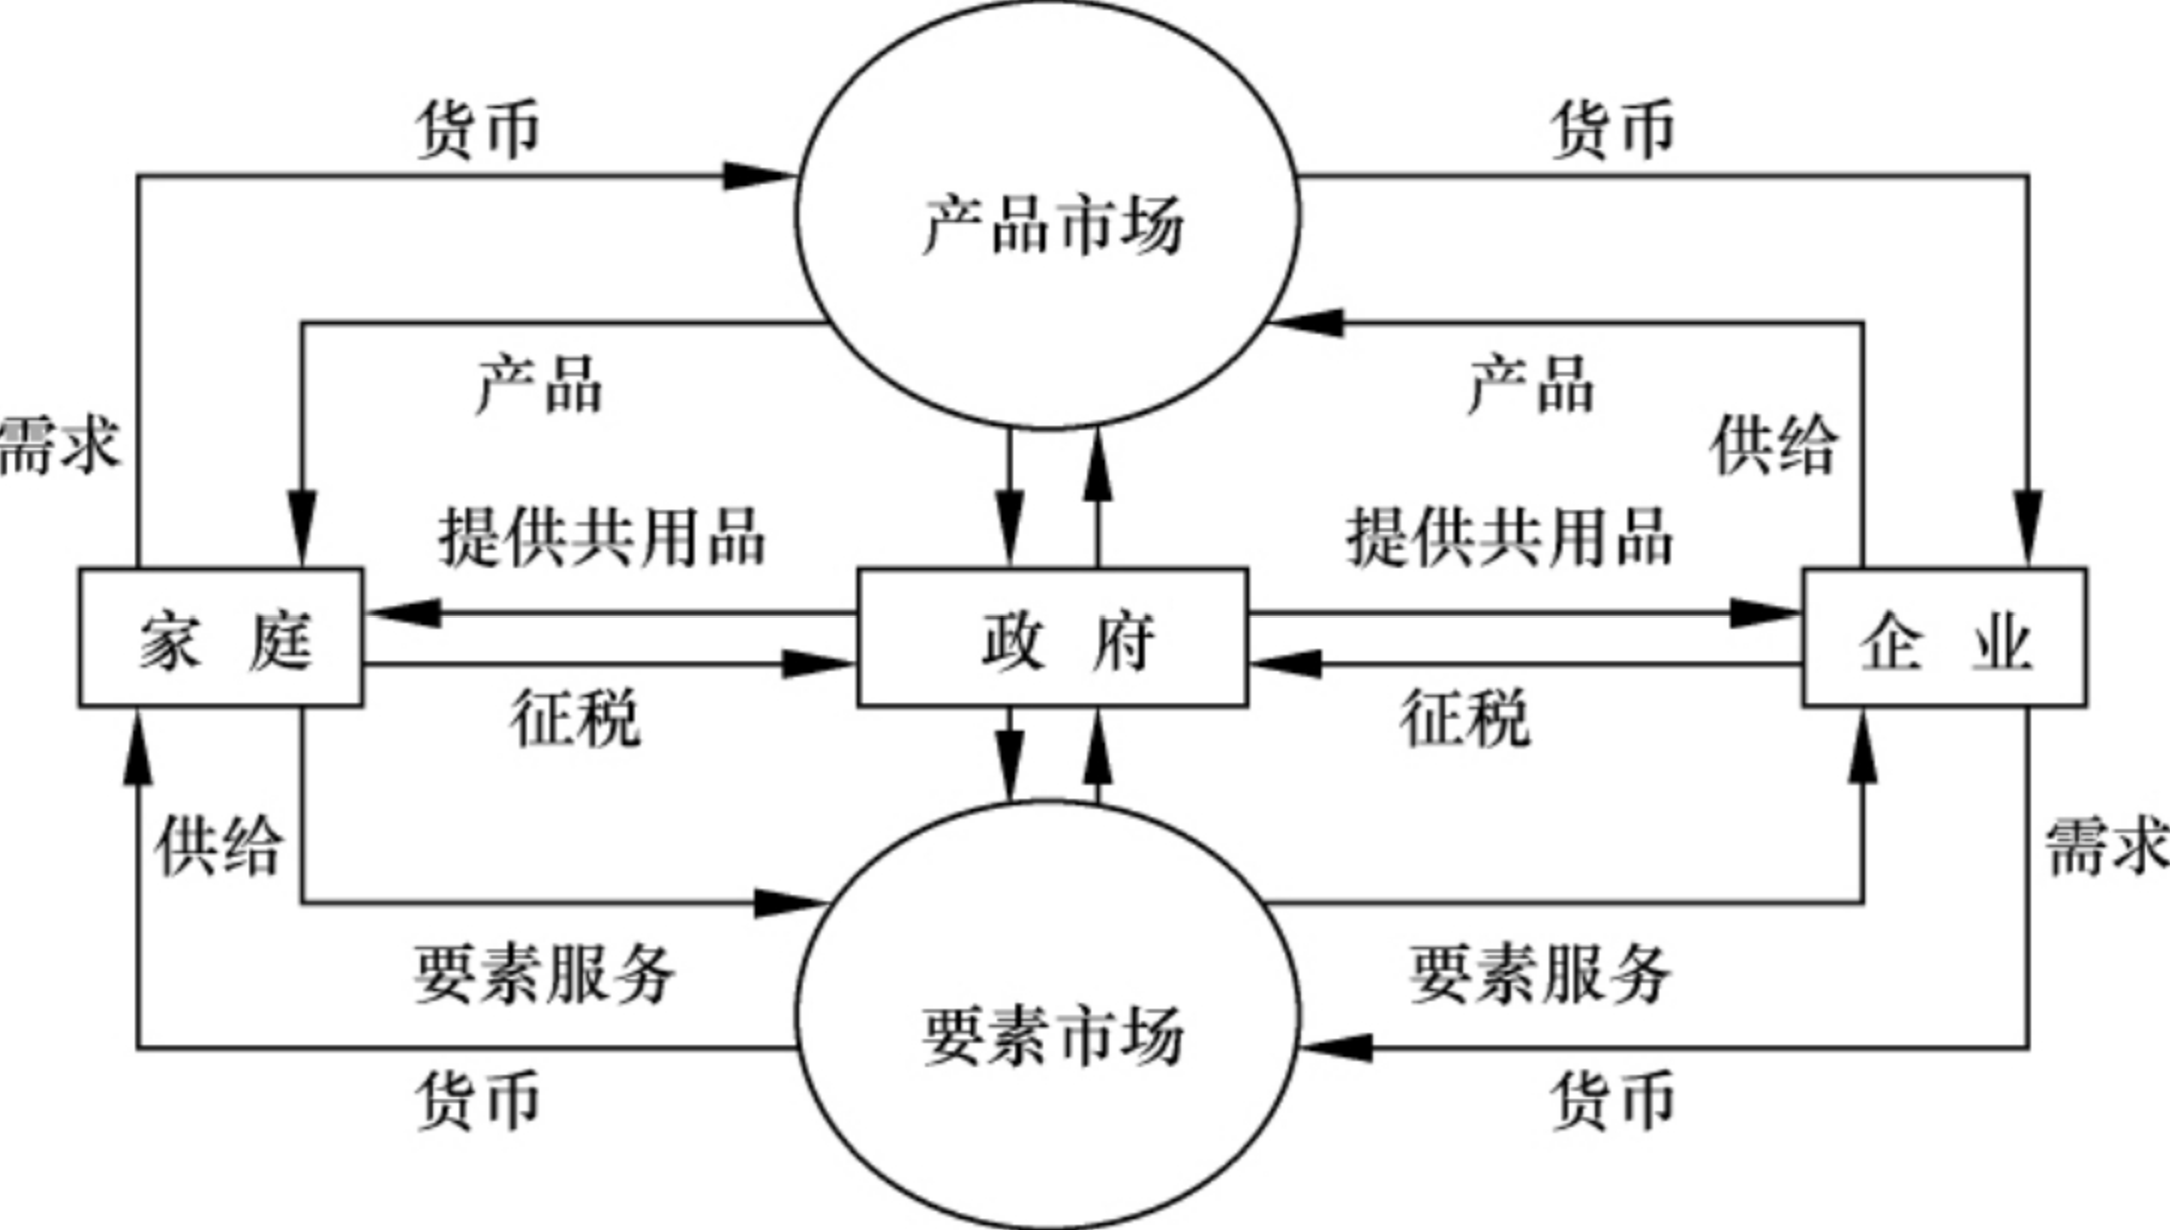 货币
货币
产品市场
产品
产品
需求
供给
提供共用品
提供共用品
家庭
政府
企业
征税
征税
供给
需求
要素服务
要素服务
要素市场
货币
货币